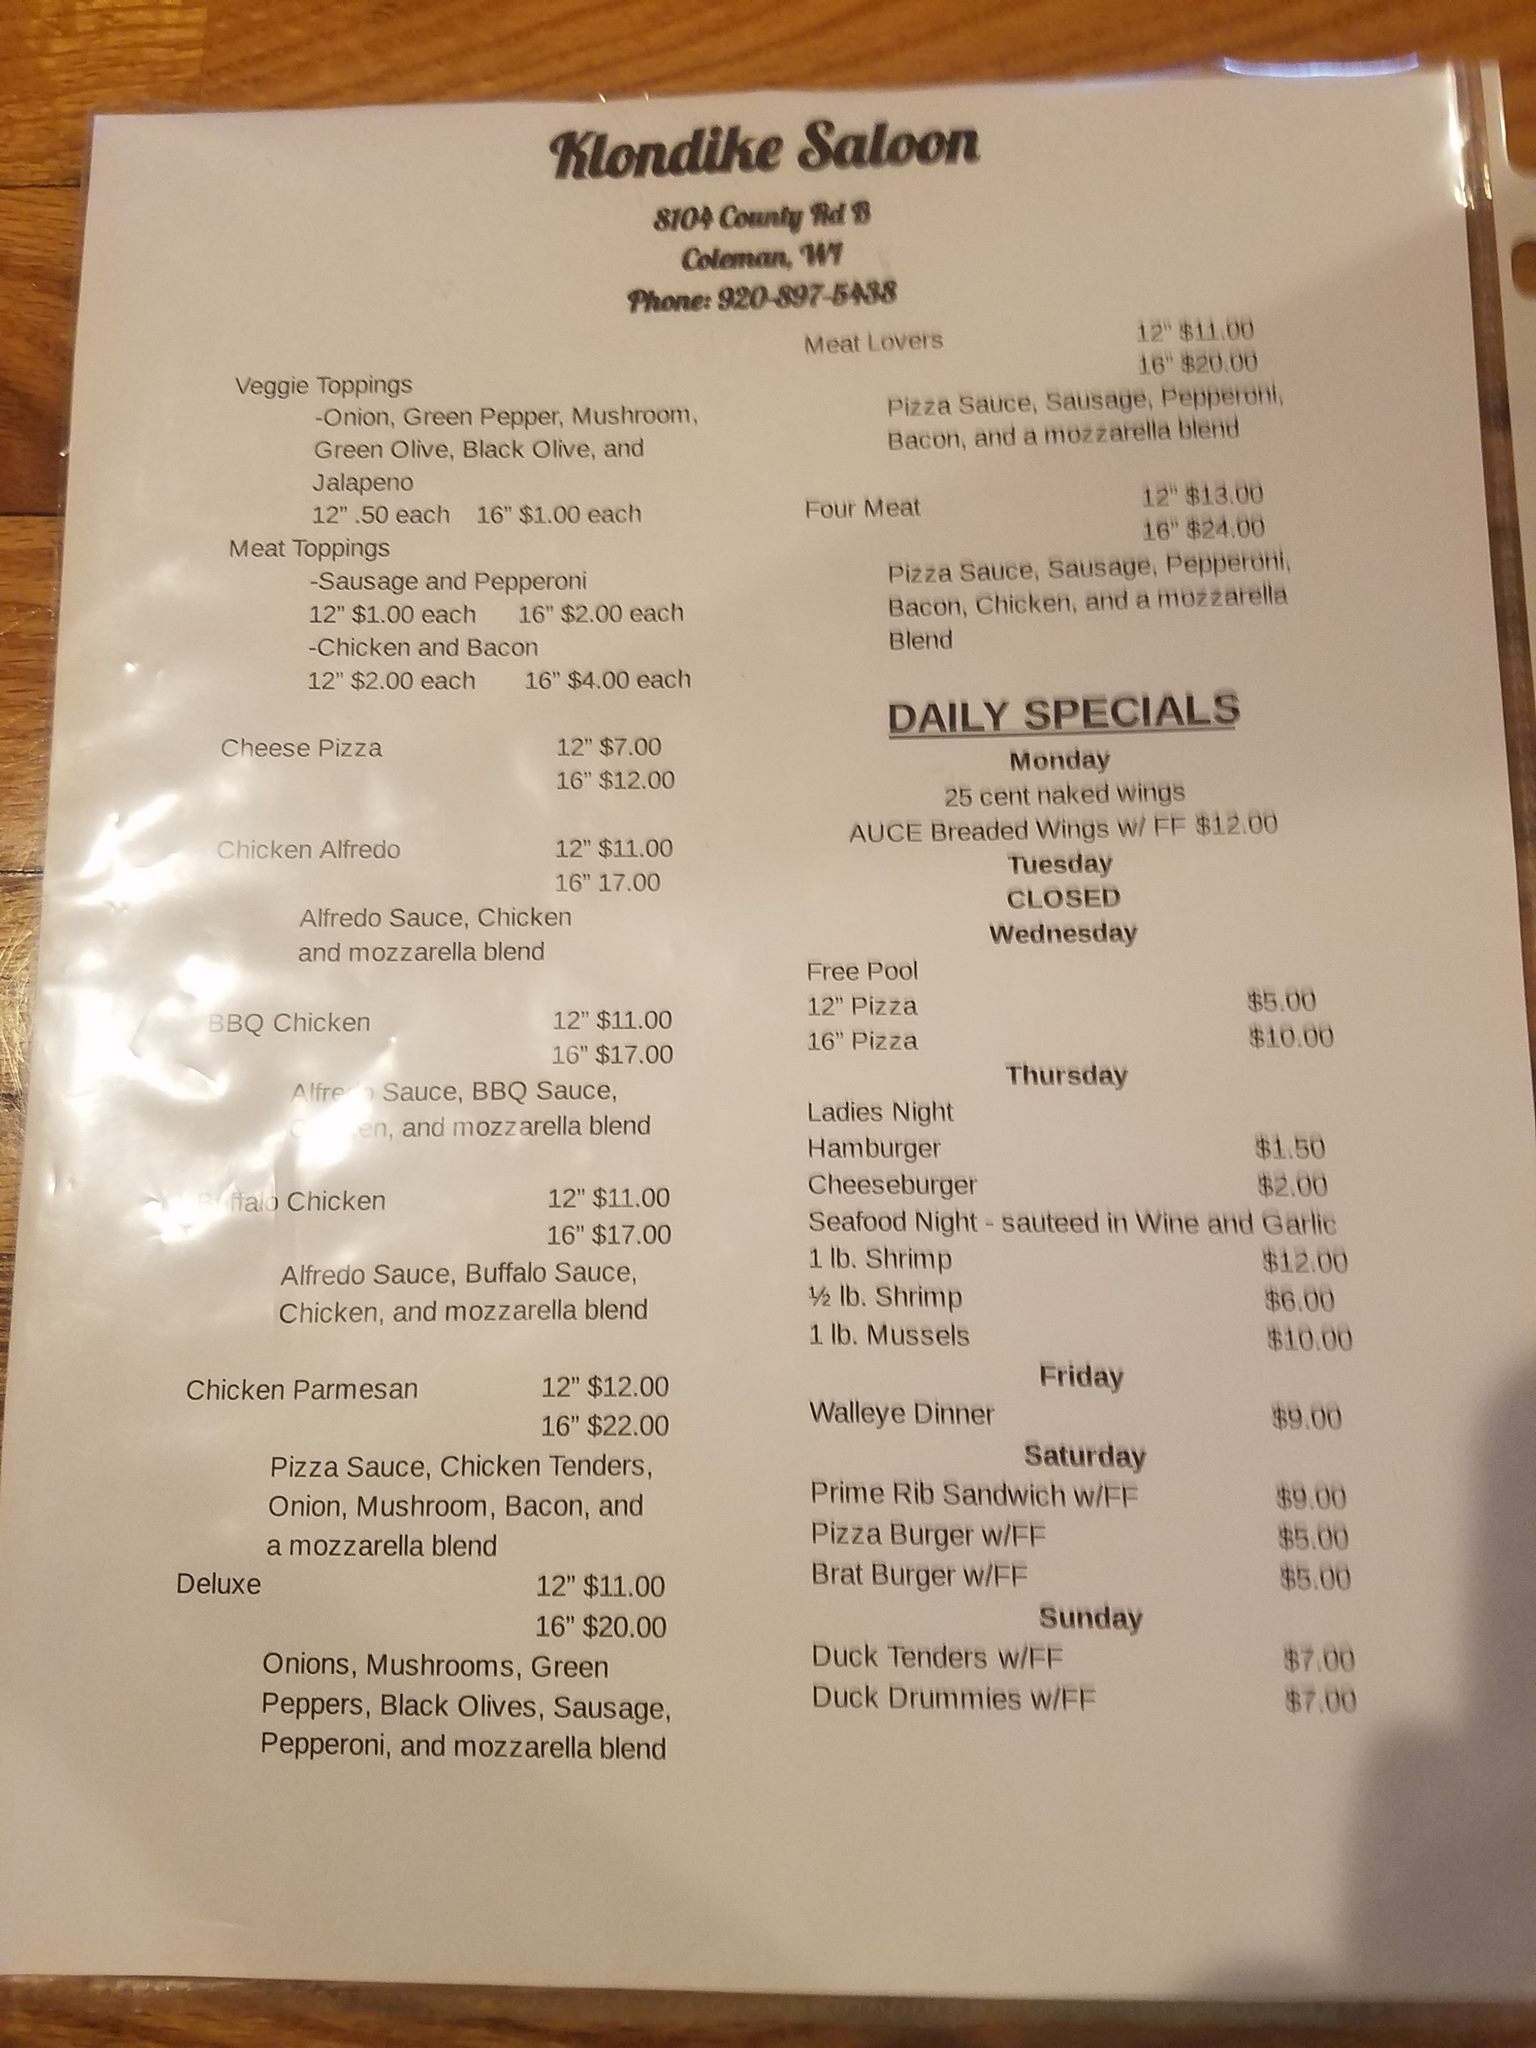 Klondike Saloon
8104 County Rd B
Coleman, WI
Phone: 920-897-5438
Veggie Toppings
-Onion, Green Pepper, Mushroom,
Green Olive, Black Olive, and
Jalapeno
12" .50 each 16" $1.00 each
Meat Toppings
-Sausage and Pepperoni
12" $1.00 each 16" $2.00 each
-Chicken and Bacon
12" $2.00 each 16" $4.00 each
Cheese Pizza 12" $7.00
16" $12.00
Chicken Alfredo 12" $11.00
16" 17.00
Alfredo Sauce, Chicken
and mozzarella blend
BBQ Chicken 12" $11.00
16" $17.00
Alfredo Sauce, BBQ Sauce,
Chicken, and mozzarella blend
Buffalo Chicken 12" $11.00
16" $17.00
Alfredo Sauce, Buffalo Sauce,
Chicken, and mozzarella blend
Chicken Parmesan 12" $12.00
16" $22.00
Pizza Sauce, Chicken Tenders,
Onion, Mushroom, Bacon, and
a mozzarella blend
Deluxe 12" $11.00
16" $20.00
Onions, Mushrooms, Green
Peppers, Black Olives, Sausage,
Pepperoni, and mozzarella blend
Meat Lovers 12" $11.00
16" $20.00
Pizza Sauce, Sausage, Pepperoni,
Bacon, and a mozzarella blend
Four Meat 12" $13.00
16" $24.00
Pizza Sauce, Sausage, Pepperoni,
Bacon, Chicken, and a mozzarella
Blend
DAILY SPECIALS
Monday
25 cent naked wings
AUCE Breaded Wings w/ FF $12.00
Tuesday
CLOSED
Wednesday
Free Pool
12" Pizza $5.00
16" Pizza $10.00
Thursday
Ladies Night
Hamburger $1.50
Cheeseburger $2.00
Seafood Night - sauteed in Wine and Garlic
1 lb. Shrimp $12.00
½ lb. Shrimp $6.00
1 lb. Mussels $10.00
Friday
Walleye Dinner $9.00
Saturday
Prime Rib Sandwich w/FF $9.00
Pizza Burger w/FF $5.00
Brat Burger w/FF $5.00
Sunday
Duck Tenders w/FF $7.00
Duck Drummies w/FF $7.00